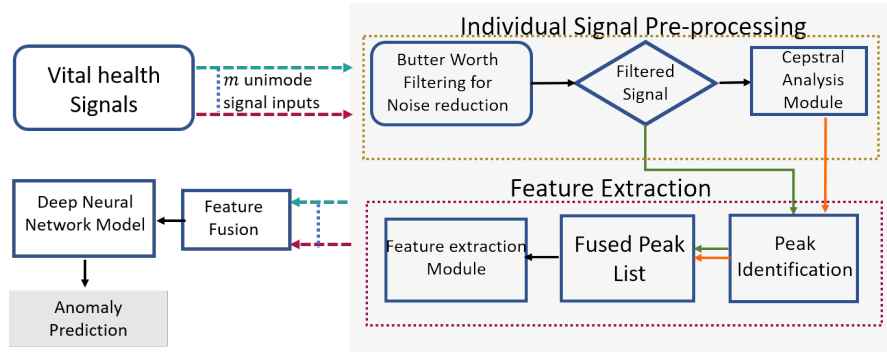 Individual Signal Pre-processing
Vital health
Signals
m unimode
signal inputs
Butter Worth
Filtering for
Noise reduction
Filtered
Signal
Cepstral
Analysis
Module
Feature Extraction
Deep Neural
Network Model
Feature
Fusion
Feature extraction
Module
Fused Peak
List
Peak
Identification
Anomaly
Prediction